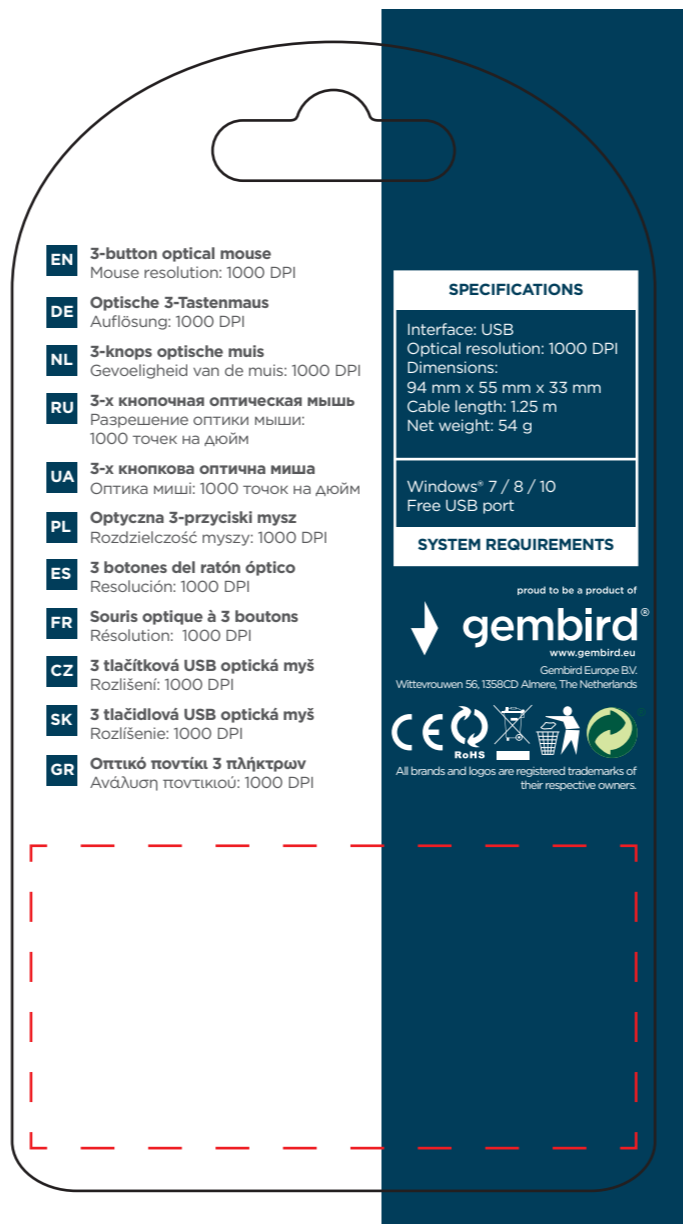 EN
3-button optical mouse
Mouse resolution: 1000 DPI
DE
Optische 3-Tastenmaus
Auflösung: 1000 DPI
NL
3-knops optische muis
Gevoeligheid van de muis: 1000 DPI
RU
3-х кнопочная оптическая мышь
Разрешение оптики мыши:
1000 точек на дюйм
UA
3-х кнопкова оптична миша
Оптика миші: 1000 точок на дюйм
PL
Optyczna 3-przyciski mysz
Rozdzielczość myszy: 1000 DPI
ES
3 botones del ratón óptico
Resolución: 1000 DPI
FR
Souris optique à 3 boutons
Résolution:  1000 DPI
CZ
3 tlačítková USB optická myš
Rozlišení: 1000 DPI
SK
3 tlačidlová USB optická myš
Rozlíšenie: 1000 DPI
GR
Οπτικό ποντίκι 3 πλήκτρων
Ανάλυση ποντικιού: 1000 DPI
SPECIFICATIONS
Interface: USB
Optical resolution: 1000 DPI
Dimensions:
94 mm x 55 mm x 33 mm
Cable length: 1.25 m
Net weight: 54 g
Windows® 7 / 8 / 10
Free USB port
SYSTEM REQUIREMENTS
proud to be a product of
gembird®
www.gembird.eu
Gembird Europe B.V.
Wittevrouwen 56, 1358CD Almere, The Netherlands
CE
RoHS
All brands and logos are registered trademarks of
their respective owners.